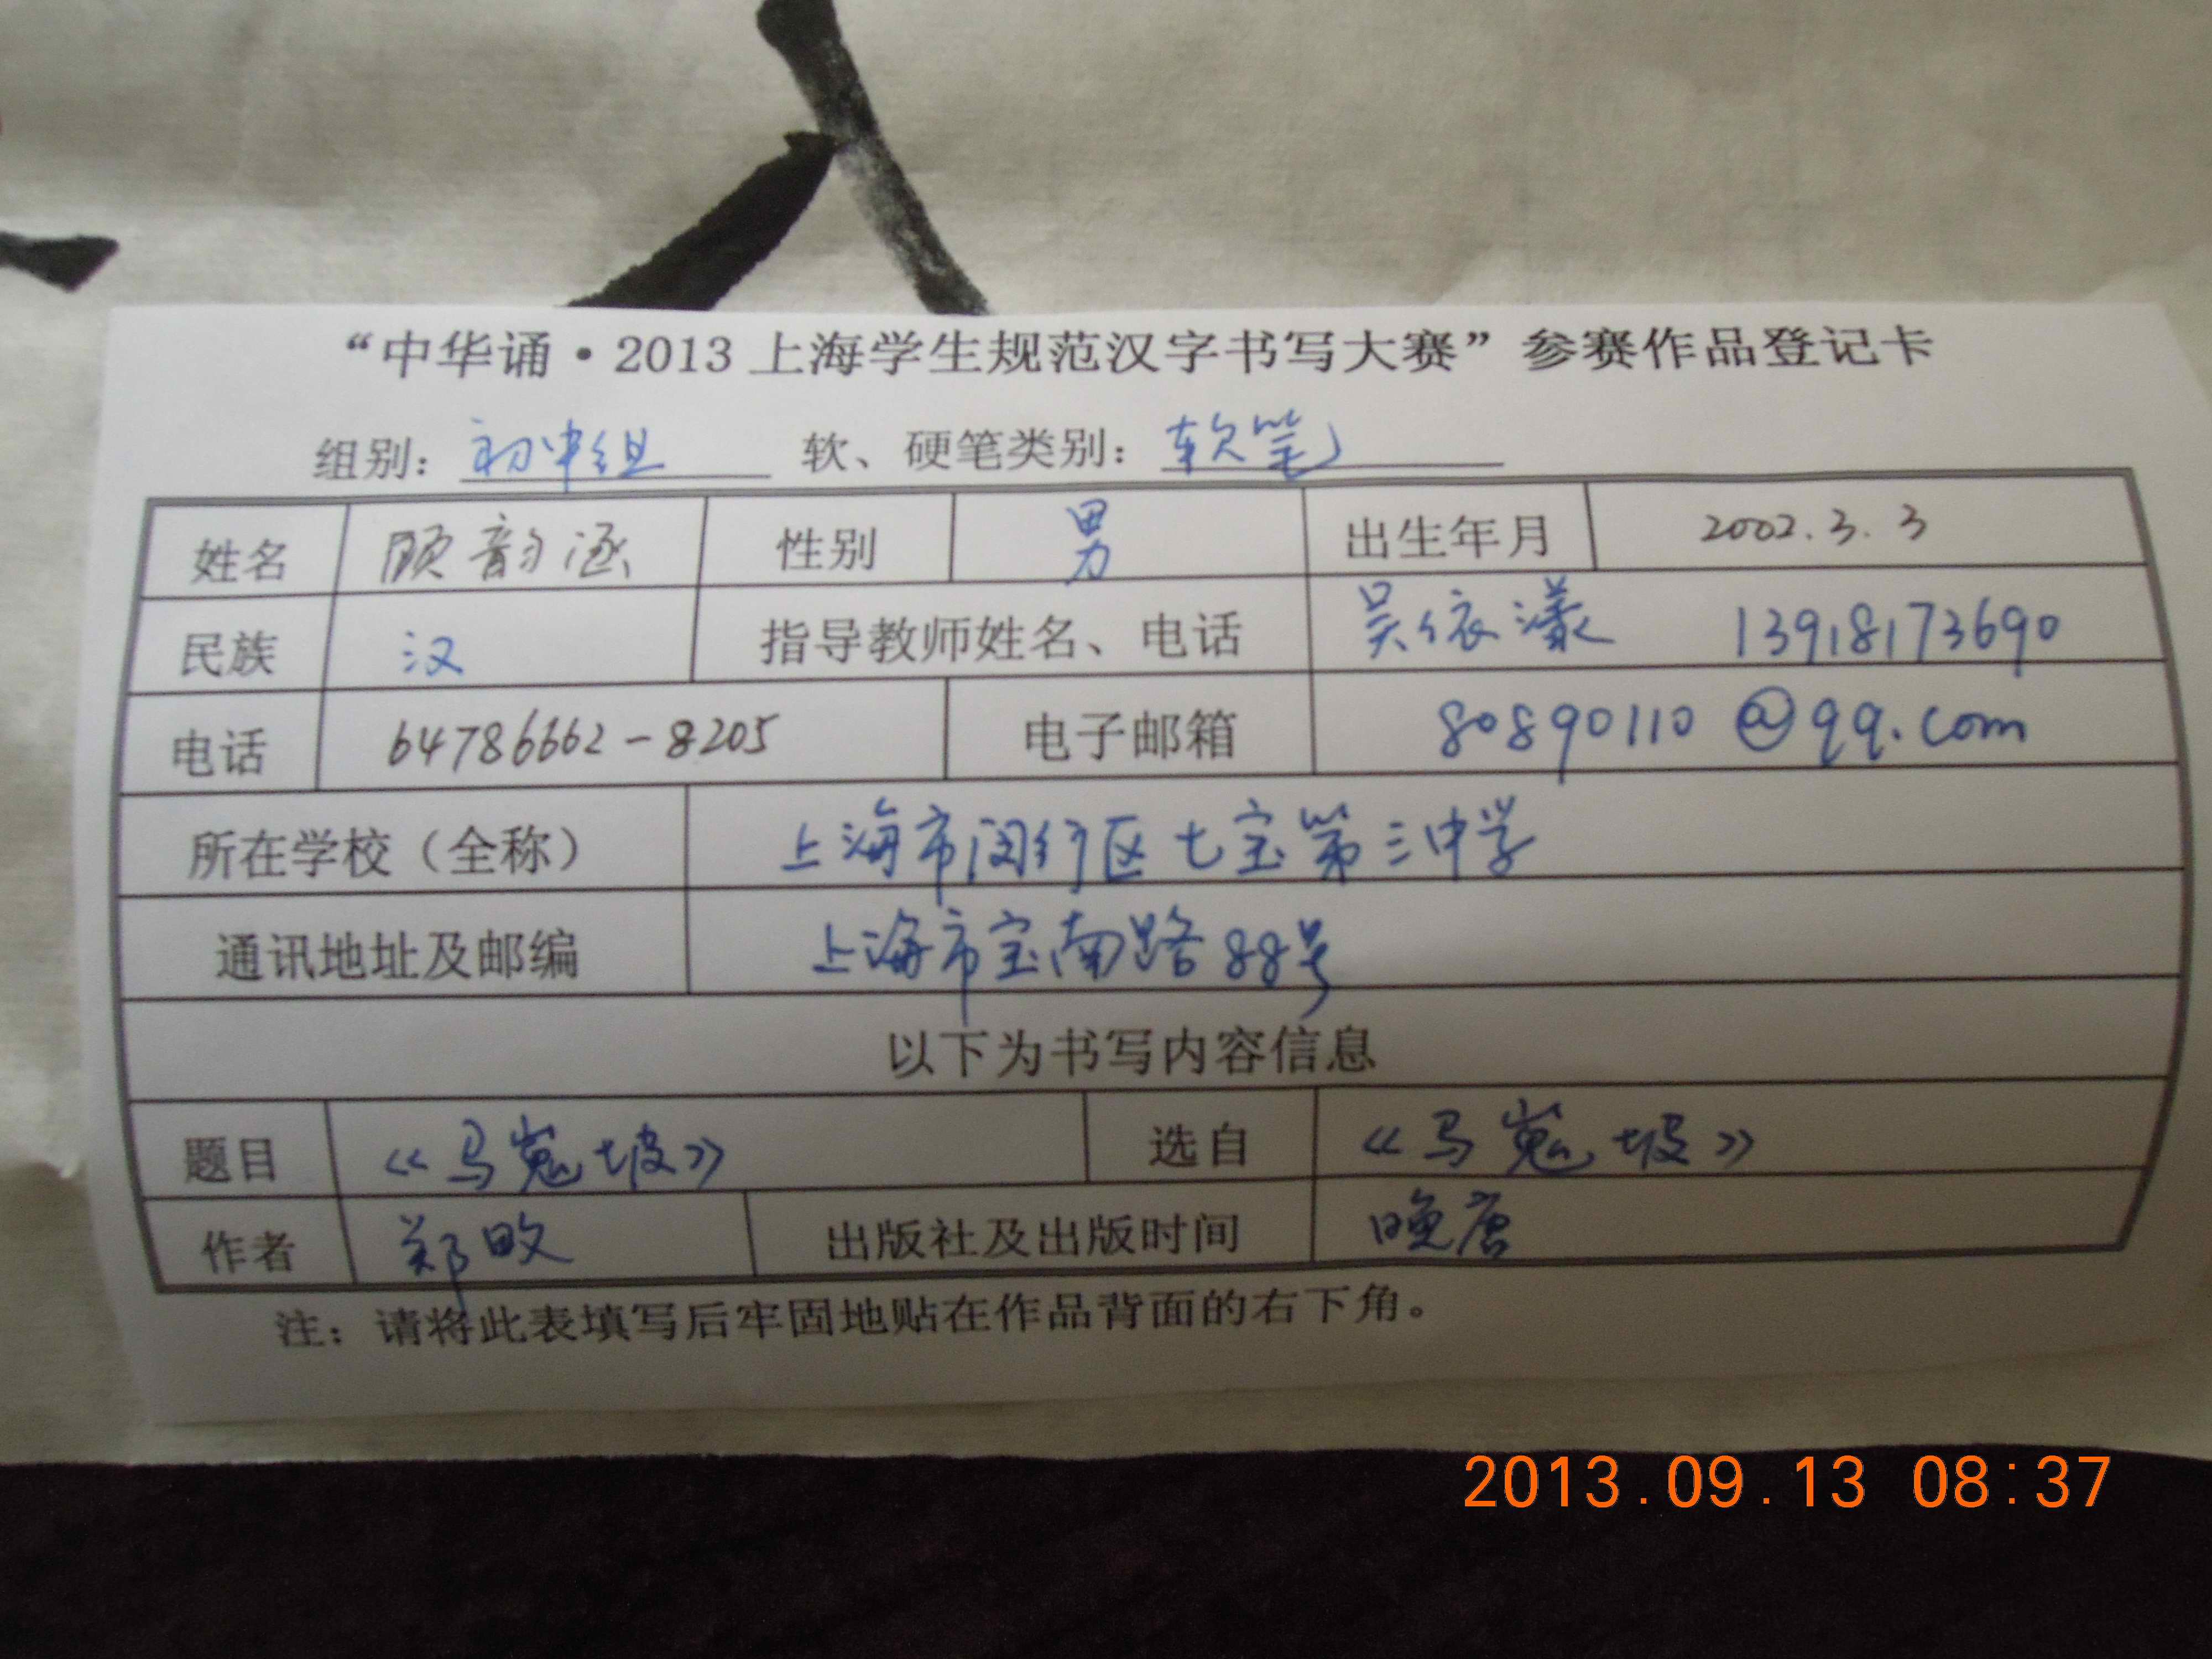 “中华诵·2013上海学生规范汉字书写大赛”参赛作品登记卡
组别：初中组 软、硬笔类别：软笔
姓名 顾韵涵 性别 男 出生年月 2002.3.3
民族 汉 指导教师姓名、电话 吴依漾 13918173690
电话 64786662-8205 电子邮箱 80890110@qq.com
所在学校（全称） 上海市闵行区七宝第三中学
通讯地址及邮编 上海市宝南路88号
以下为书写内容信息
题目 《马嵬坡》 选自 《马嵬坡》
作者 郑畋 出版社及出版时间 晚唐
注：请将此表填写后牢固地贴在作品背面的右下角。
2013.09.13 08:37